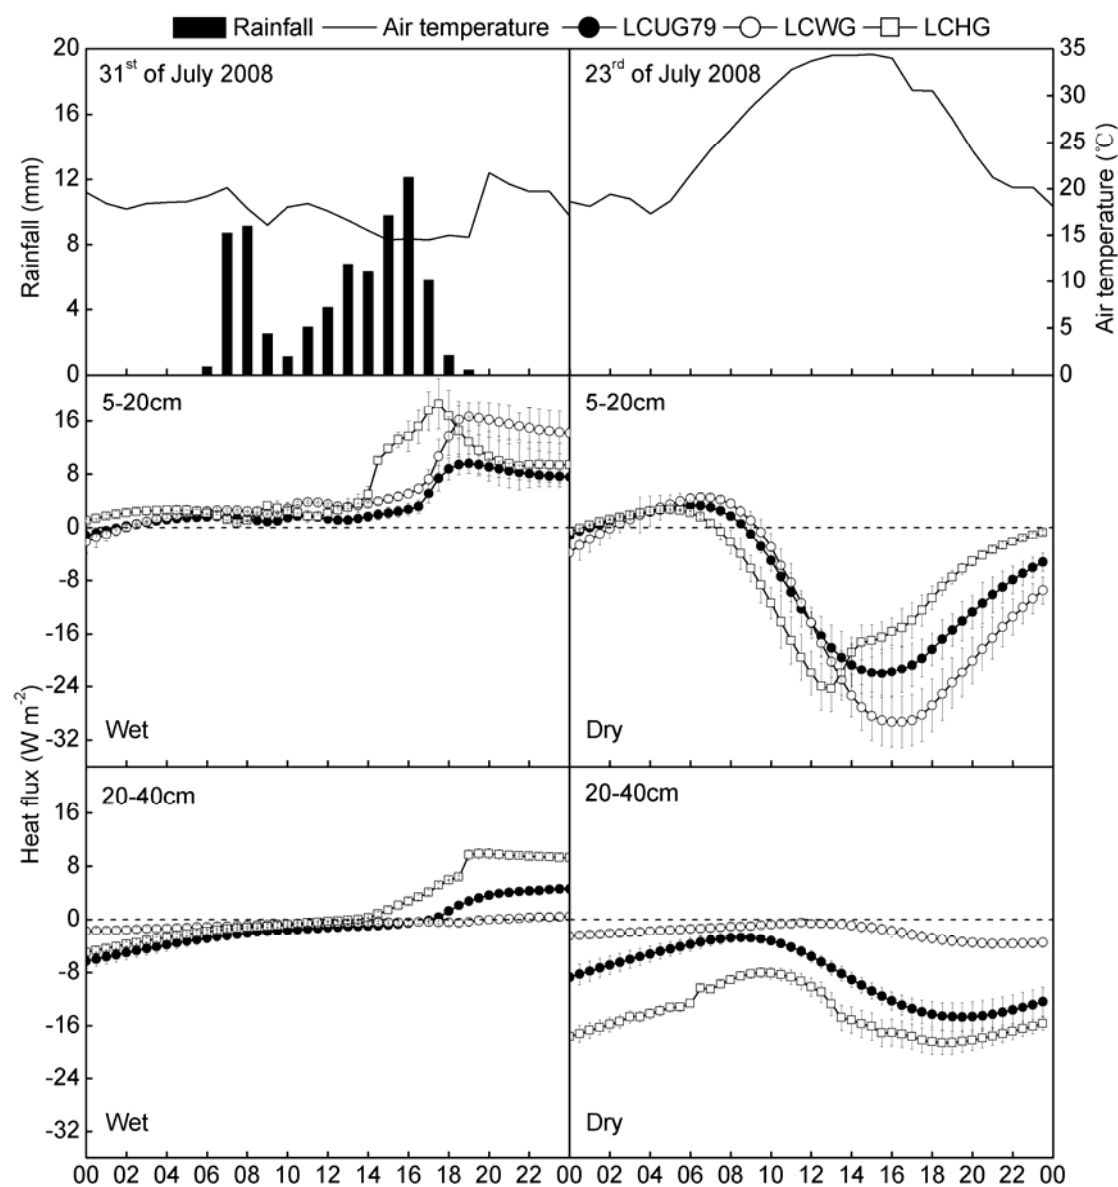 Rainfall Air temperature LCUG79 LCWG LCHG
31st of July 2008
23rd of July 2008
20
16
12
8
4
0
Rainfall (mm)
35
30
25
20
15
10
5
0
Air temperature (℃)
5-20cm
5-20cm
16
8
0
-8
-16
-24
-32
Wet
Dry
Heat flux (W m-2)
20-40cm
20-40cm
16
8
0
-8
-16
-24
-32
Wet
Dry
00 02 04 06 08 10 12 14 16 18 20 22 00 02 04 06 08 10 12 14 16 18 20 22 00